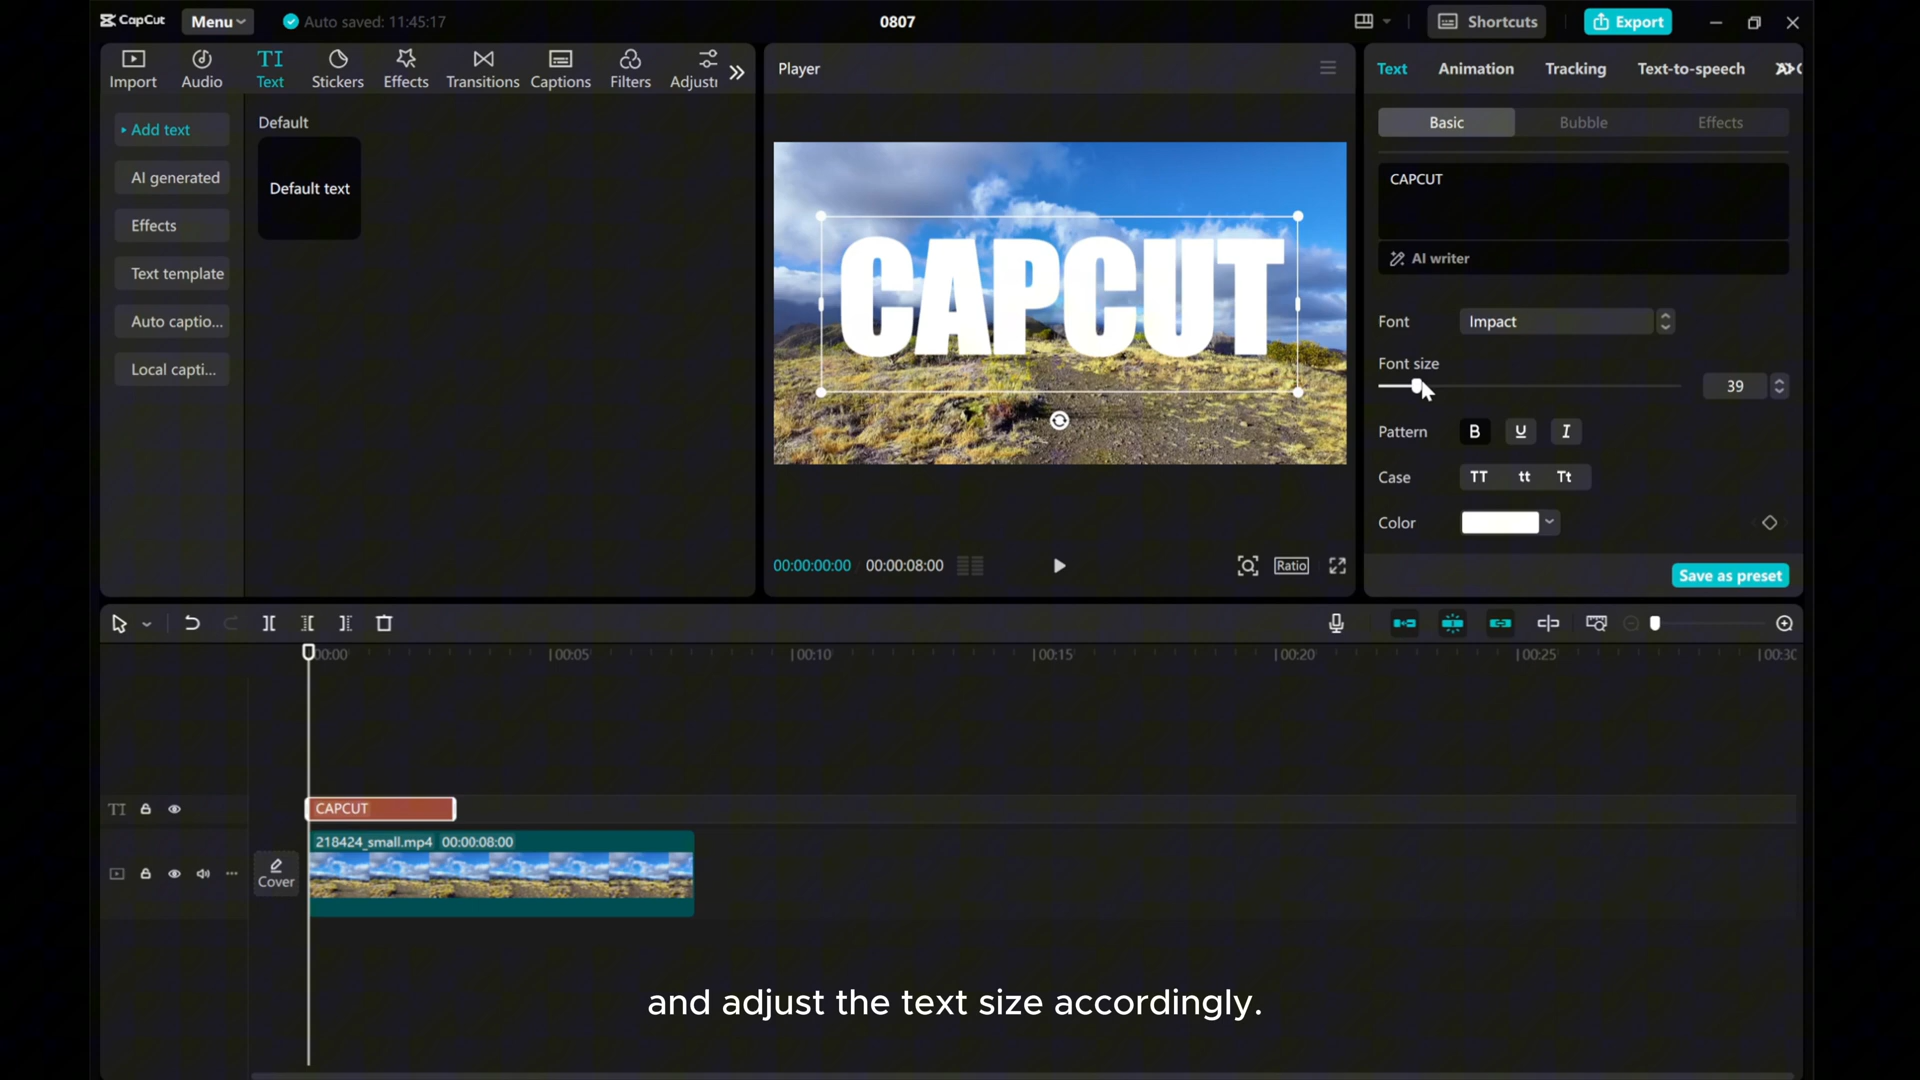 CapCut
Menu
Auto saved: 11:45:17
0807
Shortcuts
Export
Import
Audio
TI
Text
Stickers
Effects
Transitions
Captions
Filters
Player
Text
Animation
Tracking
Text-to-speech
Add text
AI generated
Effects
Text template
Auto captio...
Local capti...
Default
Default text
CAPCUT
00:00:00:00
00:00:08:00
Ratio
Basic
Bubble
Effects
CAPCUT
AI writer
Font
Impact
Font size
39
Pattern
B U I
Case
TT tt Tt
Color
Save as preset
00:00
00:05
00:10
00:15
00:20
00:25
TI
CAPCUT
218424_small.mp4 00:00:08:00
Cover
and adjust the text size accordingly.